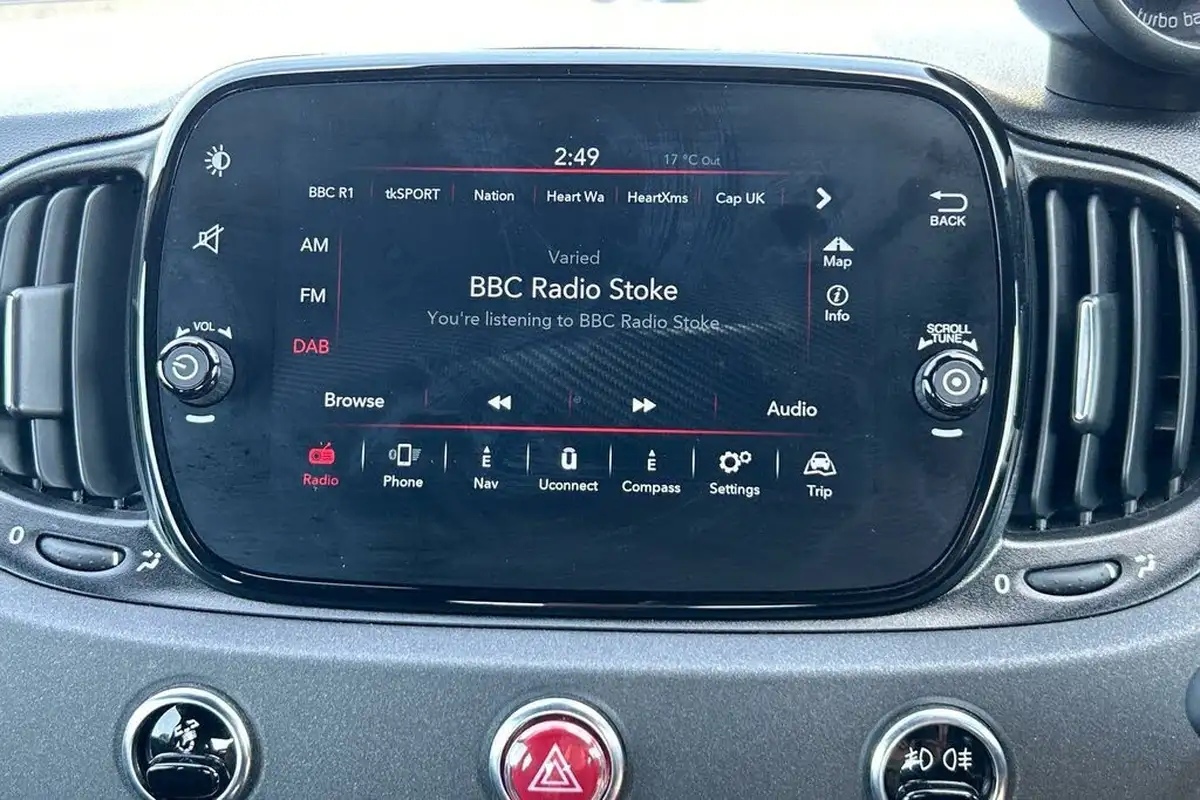 turbo ba
2:49
17 °C Out
BBC R1 tkSPORT Nation Heart Wa HeartXms Cap UK
BACK
AM
Varied
Map
FM
BBC Radio Stoke
Info
You're listening to BBC Radio Stoke
DAB
VOL
SCROLL
TUNE
Browse
Audio
Radio Phone Nav Uconnect Compass Settings Trip
E
ū
E
0
0